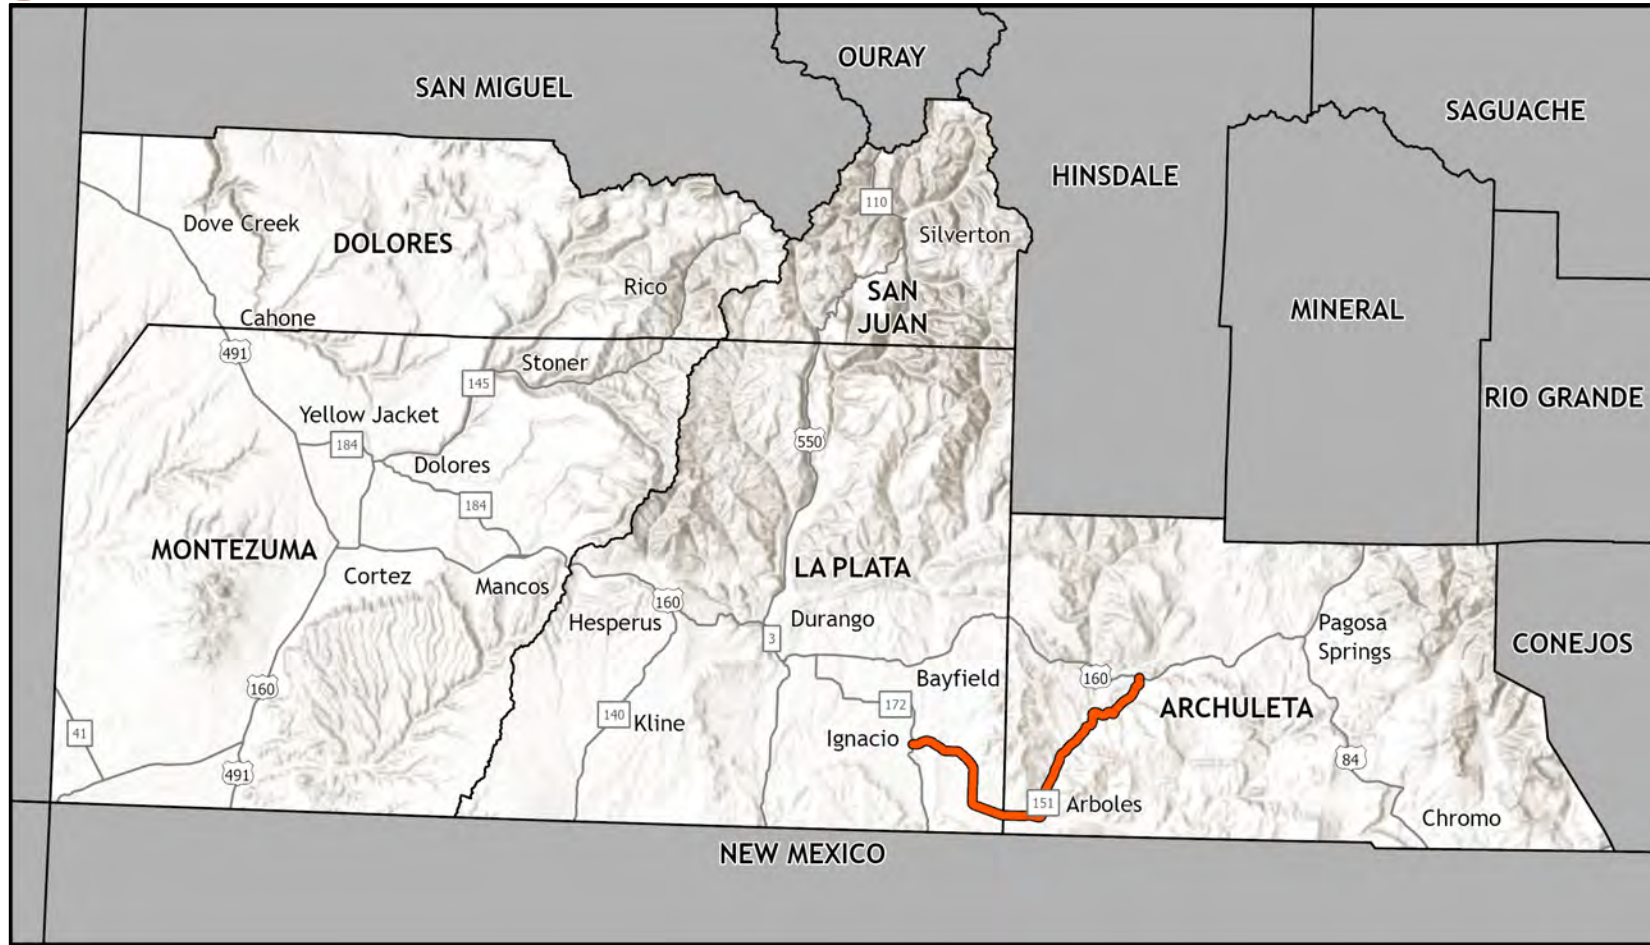 OURAY
SAN MIGUEL
SAGUACHE
HINSDALE
110
Dove Creek
DOLORES
Silverton
Rico
SAN
JUAN
MINERAL
Cahone
491
Stoner
145
RIO GRANDE
Yellow Jacket
184
550
Dolores
184
MONTEZUMA
LA PLATA
Cortez
Mancos
160
Hesperus
Durango
3
Pagosa
Springs
CONEJOS
160
Bayfield
160
172
ARCHULETA
140
Kline
41
Ignacio
84
491
151
Arboles
Chromo
NEW MEXICO